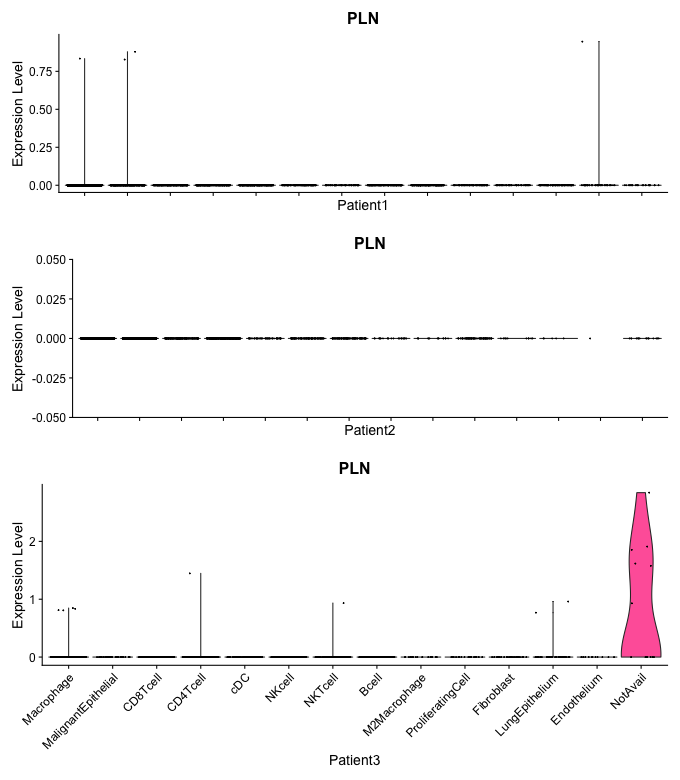 PLN
Expression Level
0.75
0.50
0.25
0.00
Patient1
PLN
Expression Level
0.050
0.025
0.000
-0.025
-0.050
Patient2
PLN
Expression Level
2
1
0
Macrophage
MalignantEpithelial
CD8Tcell
CD4Tcell
cDC
NKcell
NKTcell
Bcell
M2Macrophage
ProliferatingCell
Fibroblast
LungEpithelium
Endothelium
NotAvail
Patient3